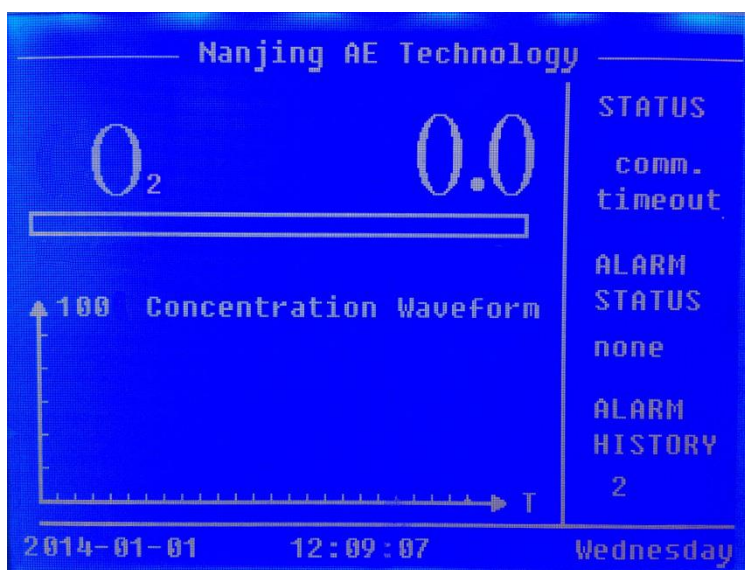 Nanjing AE Technology
O₂ 0.0
100 Concentration Waveform
T
STATUS
comm.
timeout
ALARM
STATUS
none
ALARM
HISTORY
2
2014-01-01 12:09:07 Wednesday